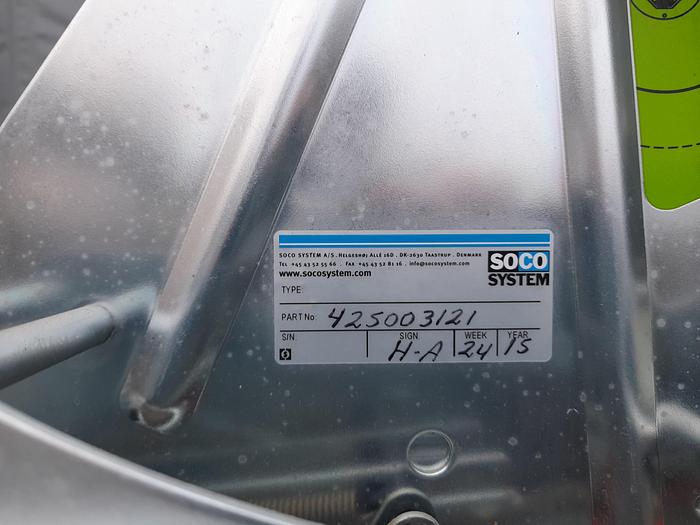 SOCO SYSTEM A/S . HELGESHØJ ALLÉ 16D . DK-2630 TAASTRUP . DENMARK
TEL +45 43 52 55 66 . FAX +45 43 52 81 16 . info@socosystem.com
www.socosystem.com
SOCO
SYSTEM
TYPE:
PART No: 425003121
S/N: SIGN. WEEK YEAR
H-A 24 15